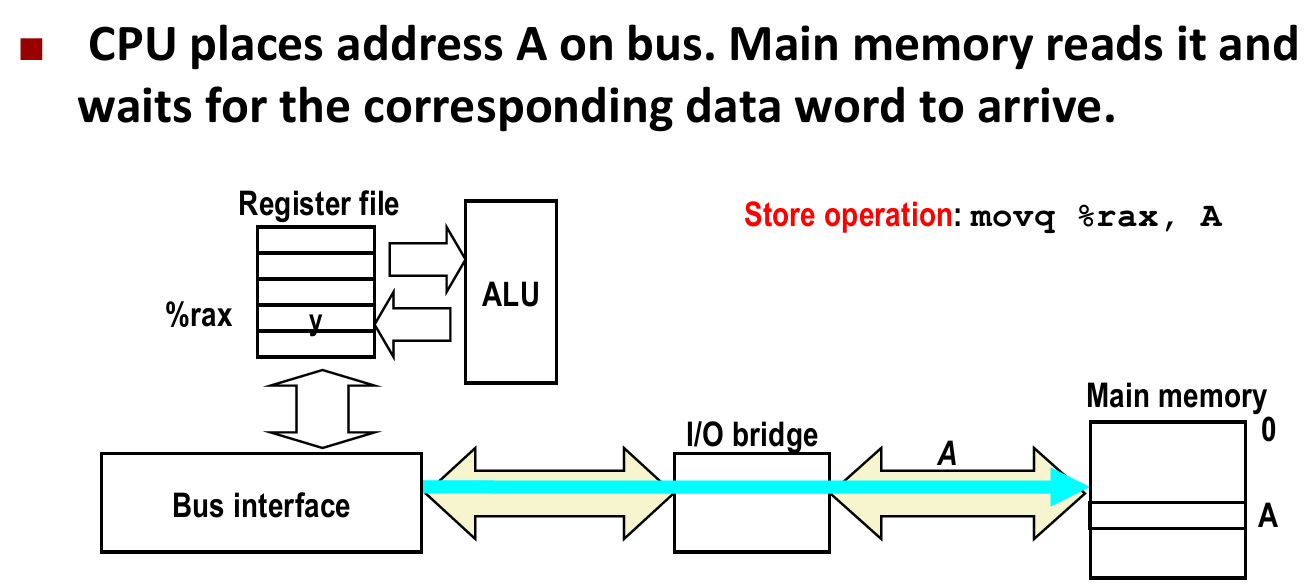 CPU places address A on bus. Main memory reads it and
waits for the corresponding data word to arrive.
Register file
Store operation: movq %rax, A
ALU
%rax
y
Main memory
0
I/O bridge
A
Bus interface
A